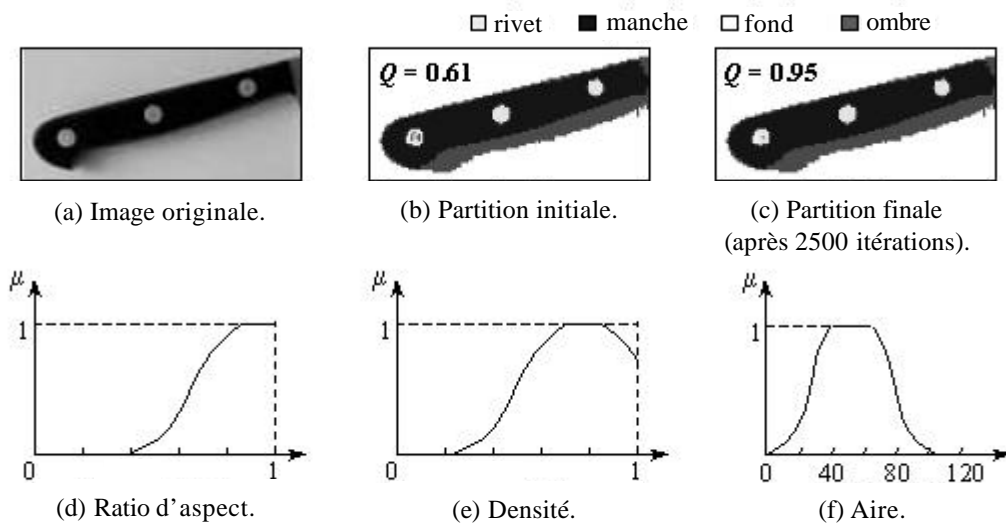 rivet manche fond ombre
Q = 0.61
Q = 0.95
(a) Image originale.
(b) Partition initiale.
(c) Partition finale
(après 2500 itérations).
μ
1
0
1
μ
1
0
1
μ
1
0 40 80 120
(d) Ratio d'aspect.
(e) Densité.
(f) Aire.